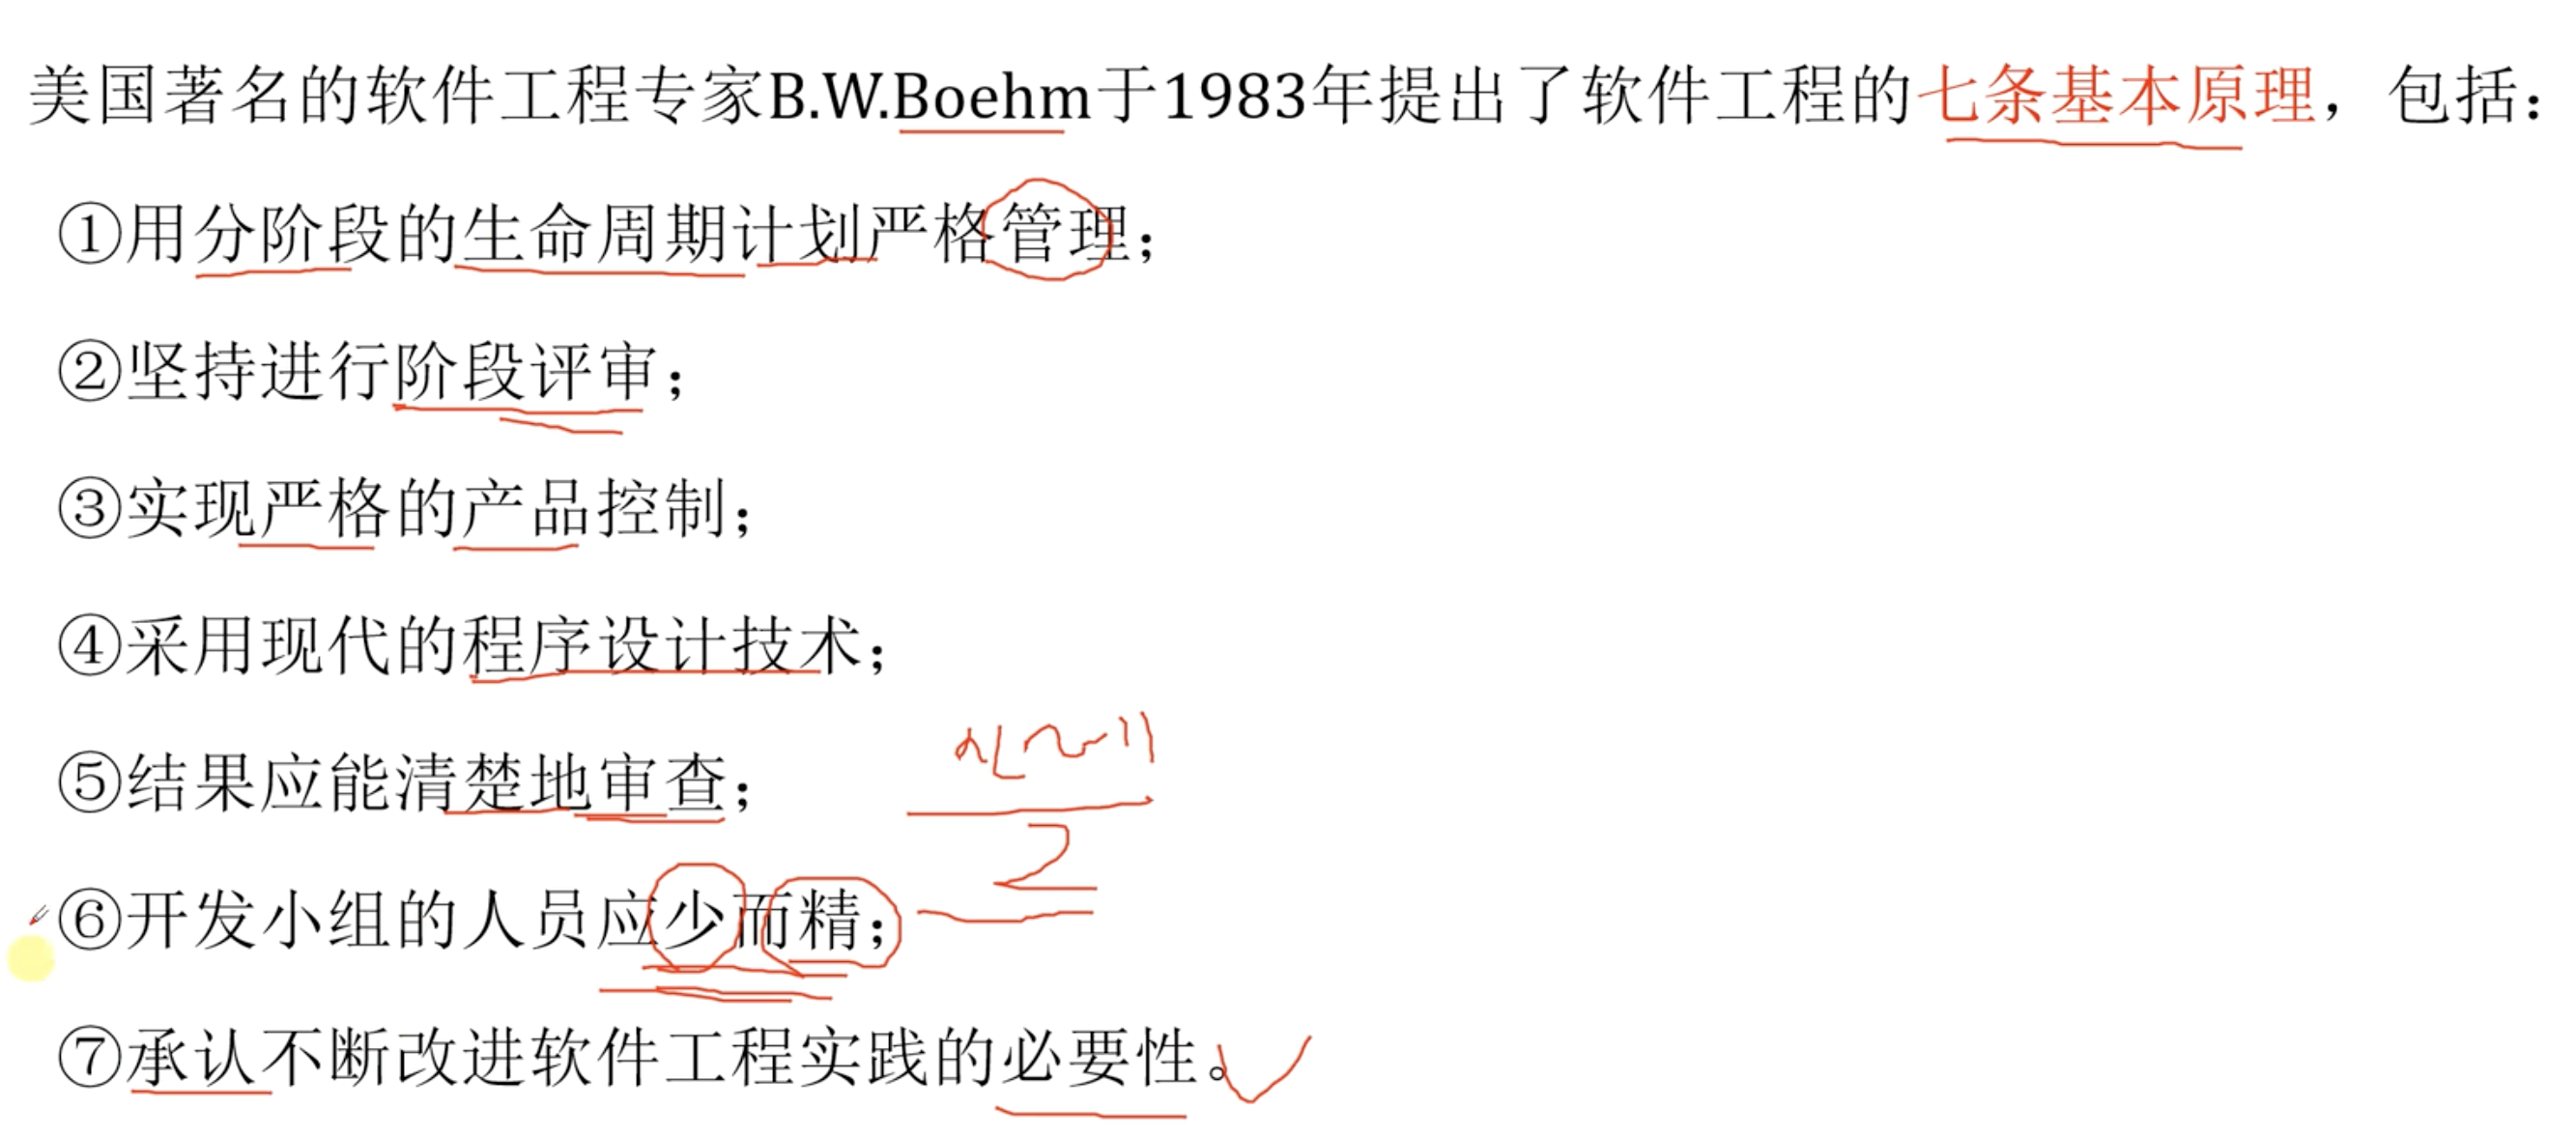 美国著名的软件工程专家B.W.Boehm于1983年提出了软件工程的七条基本原理，包括：
①用分阶段的生命周期计划严格管理；
②坚持进行阶段评审；
③实现严格的产品控制；
④采用现代的程序设计技术；
⑤结果应能清楚地审查；
2
⑥开发小组的人员应少而精；
⑦承认不断改进软件工程实践的必要性。